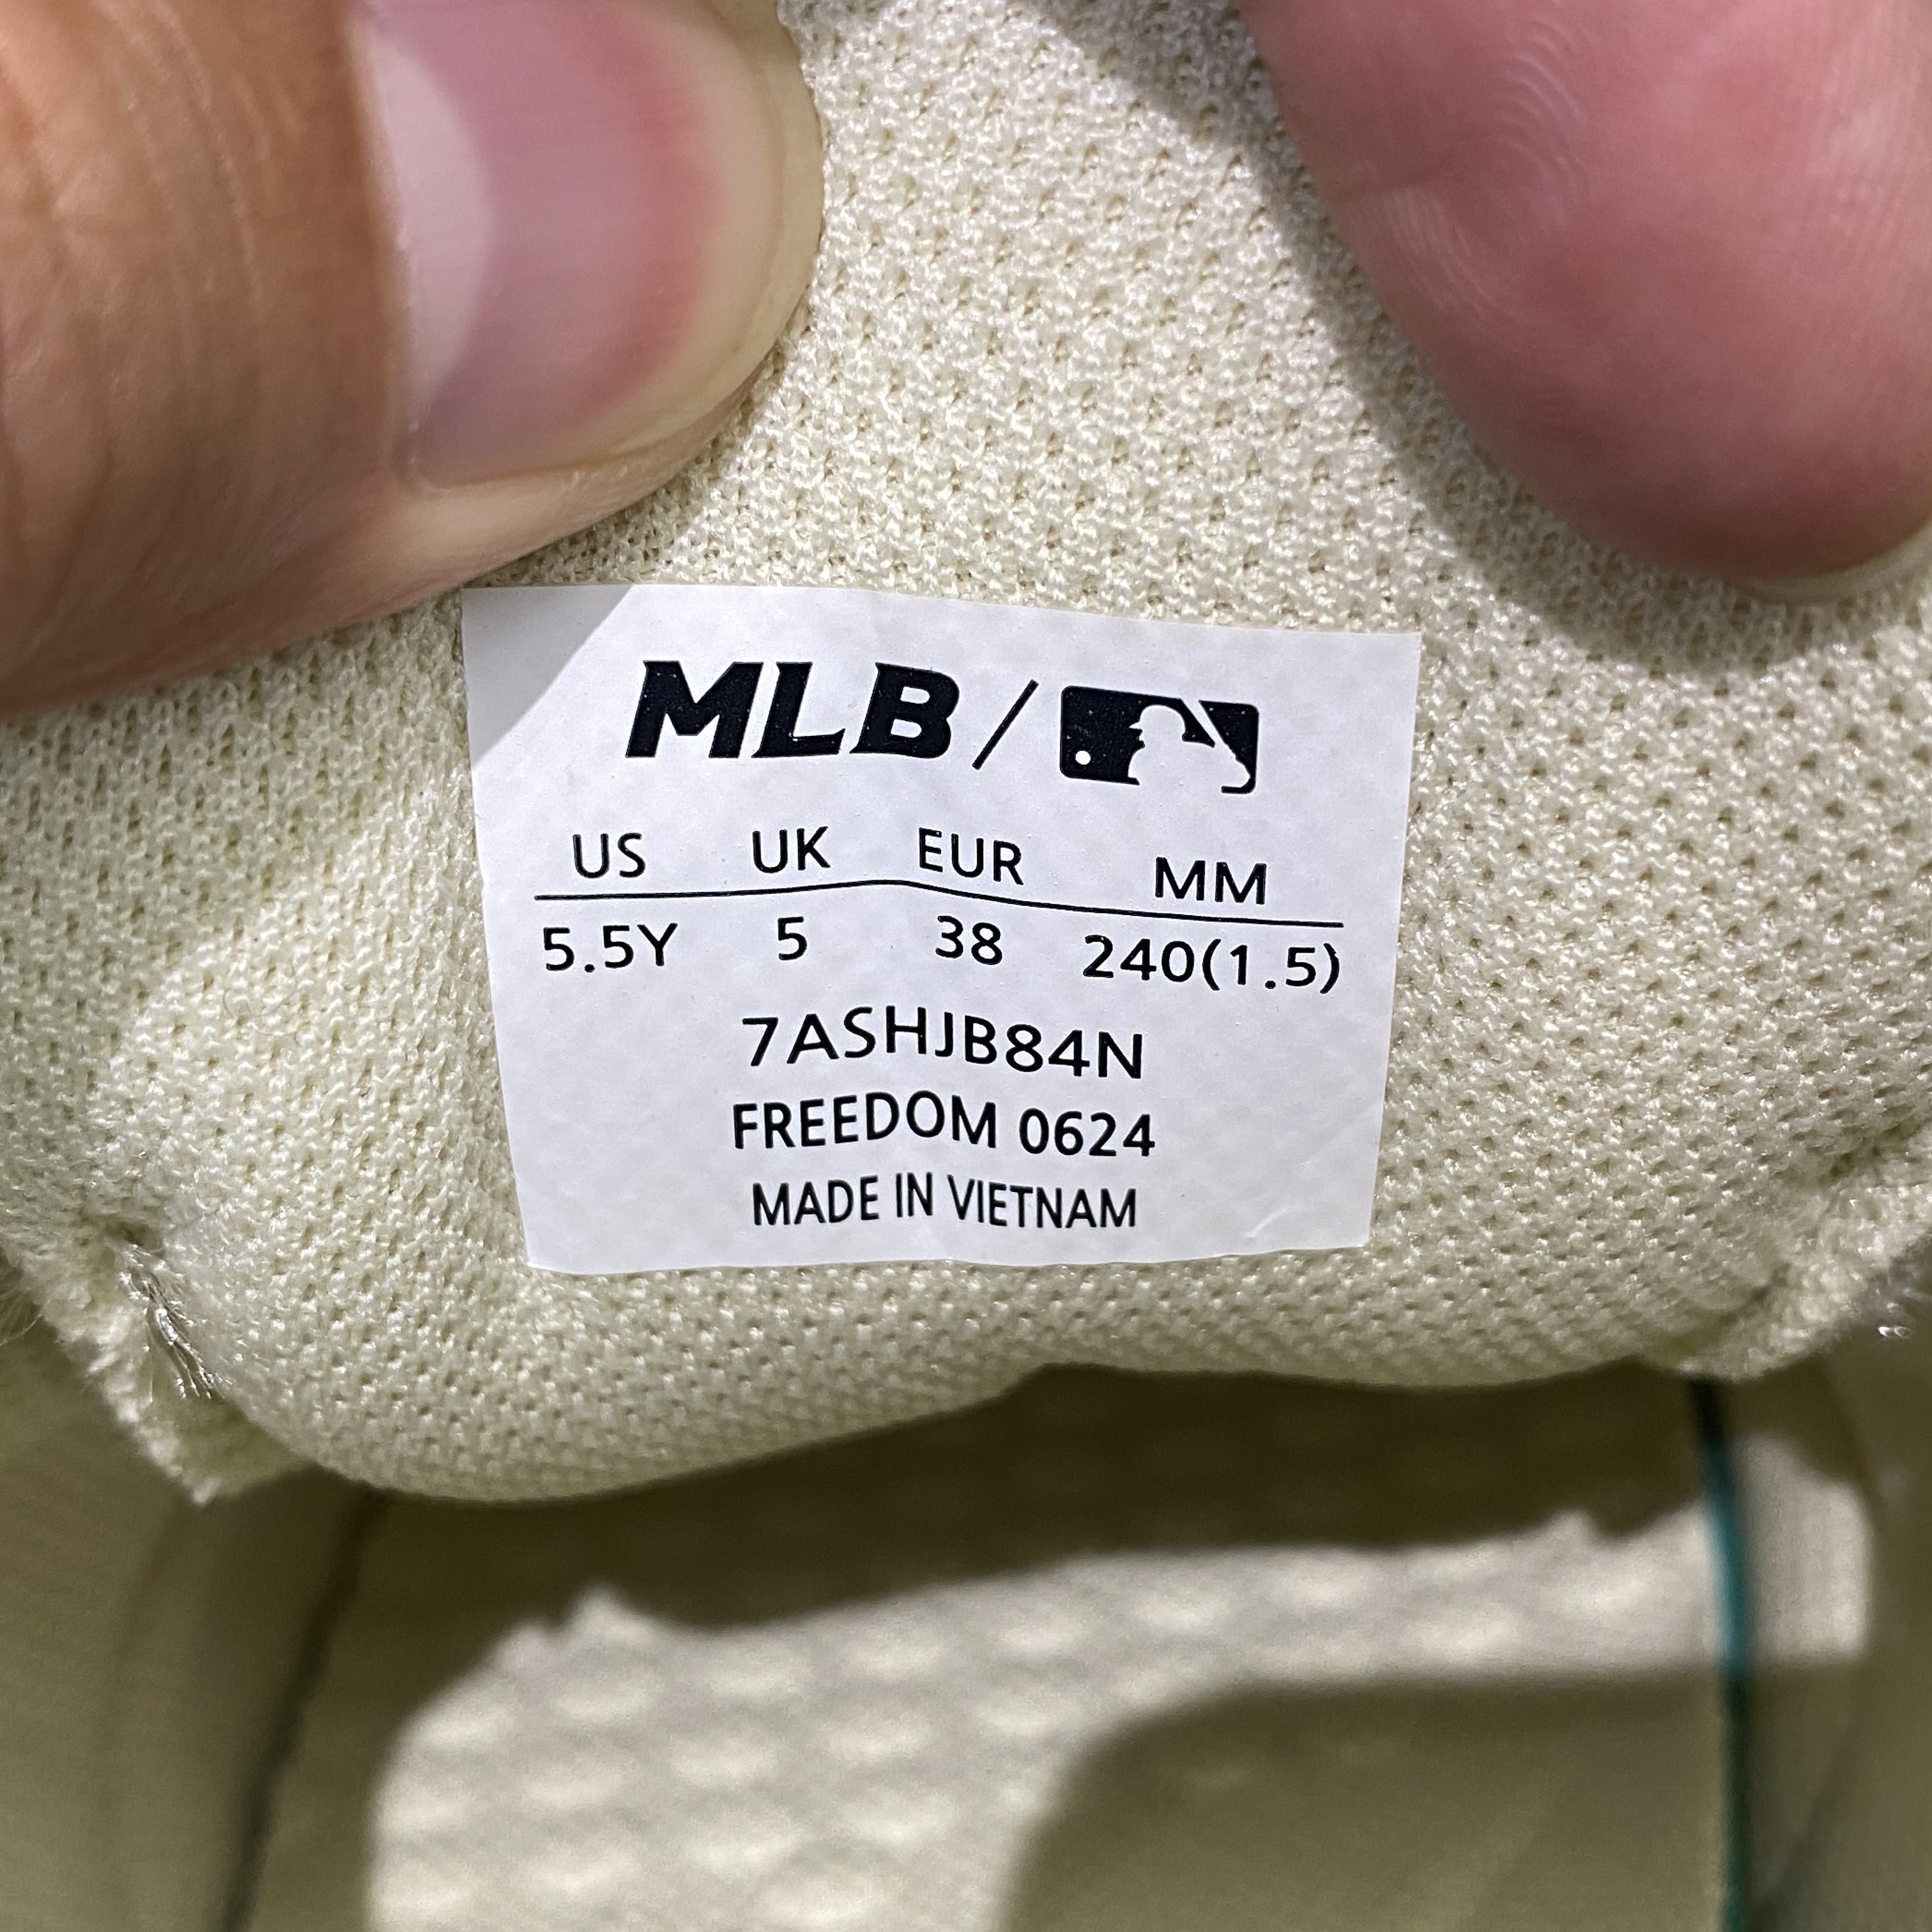 MLB /
US UK EUR MM
5.5Y 5 38 240(1.5)
7ASHJB84N
FREEDOM 0624
MADE IN VIETNAM